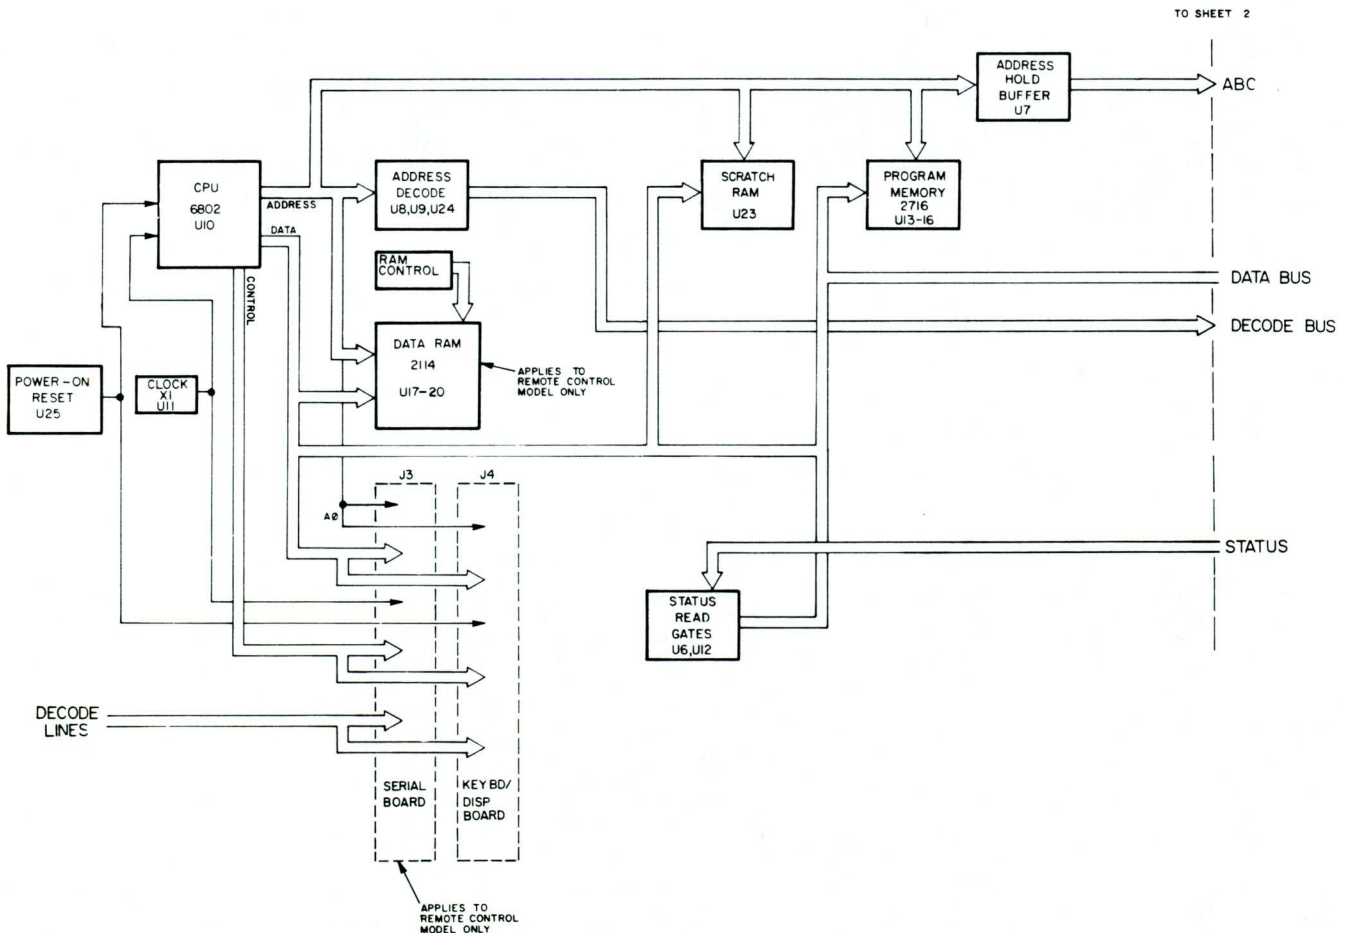 TO SHEET 2
ADDRESS
HOLD
BUFFER
U7
ABC
CPU
6802
U10
ADDRESS
DATA
CONTROL
ADDRESS
DECODE
U8,U9,U24
SCRATCH
RAM
U23
PROGRAM
MEMORY
2716
U13-16
RAM
CONTROL
DATA BUS
DECODE BUS
DATA RAM
2114
U17-20
APPLIES TO
REMOTE CONTROL
MODEL ONLY
POWER-ON
RESET
U25
CLOCK
X1
U11
J3
J4
AØ
STATUS
STATUS
READ
GATES
U6,U12
DECODE
LINES
SERIAL
BOARD
KEYBD/
DISP
BOARD
APPLIES TO
REMOTE CONTROL
MODEL ONLY